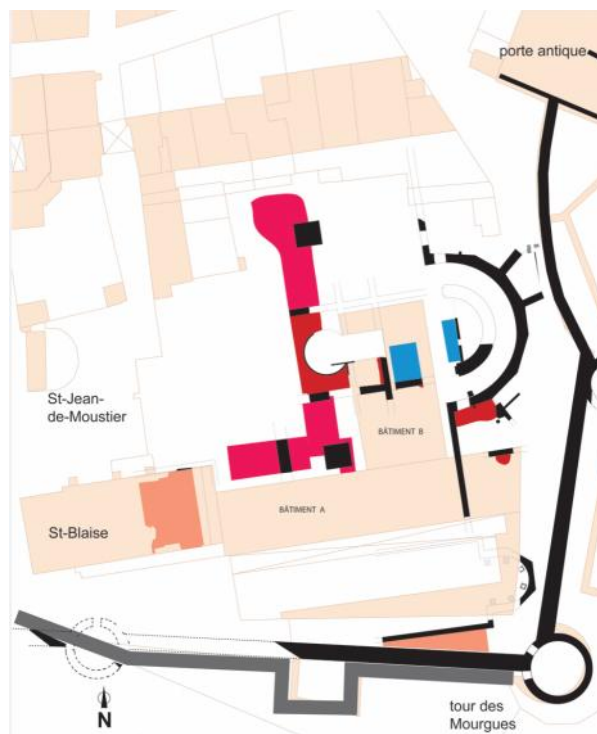 porte antique
St-Jean-
de-Moustier
BÂTIMENT B
BÂTIMENT A
St-Blaise
N
tour des
Mourgues